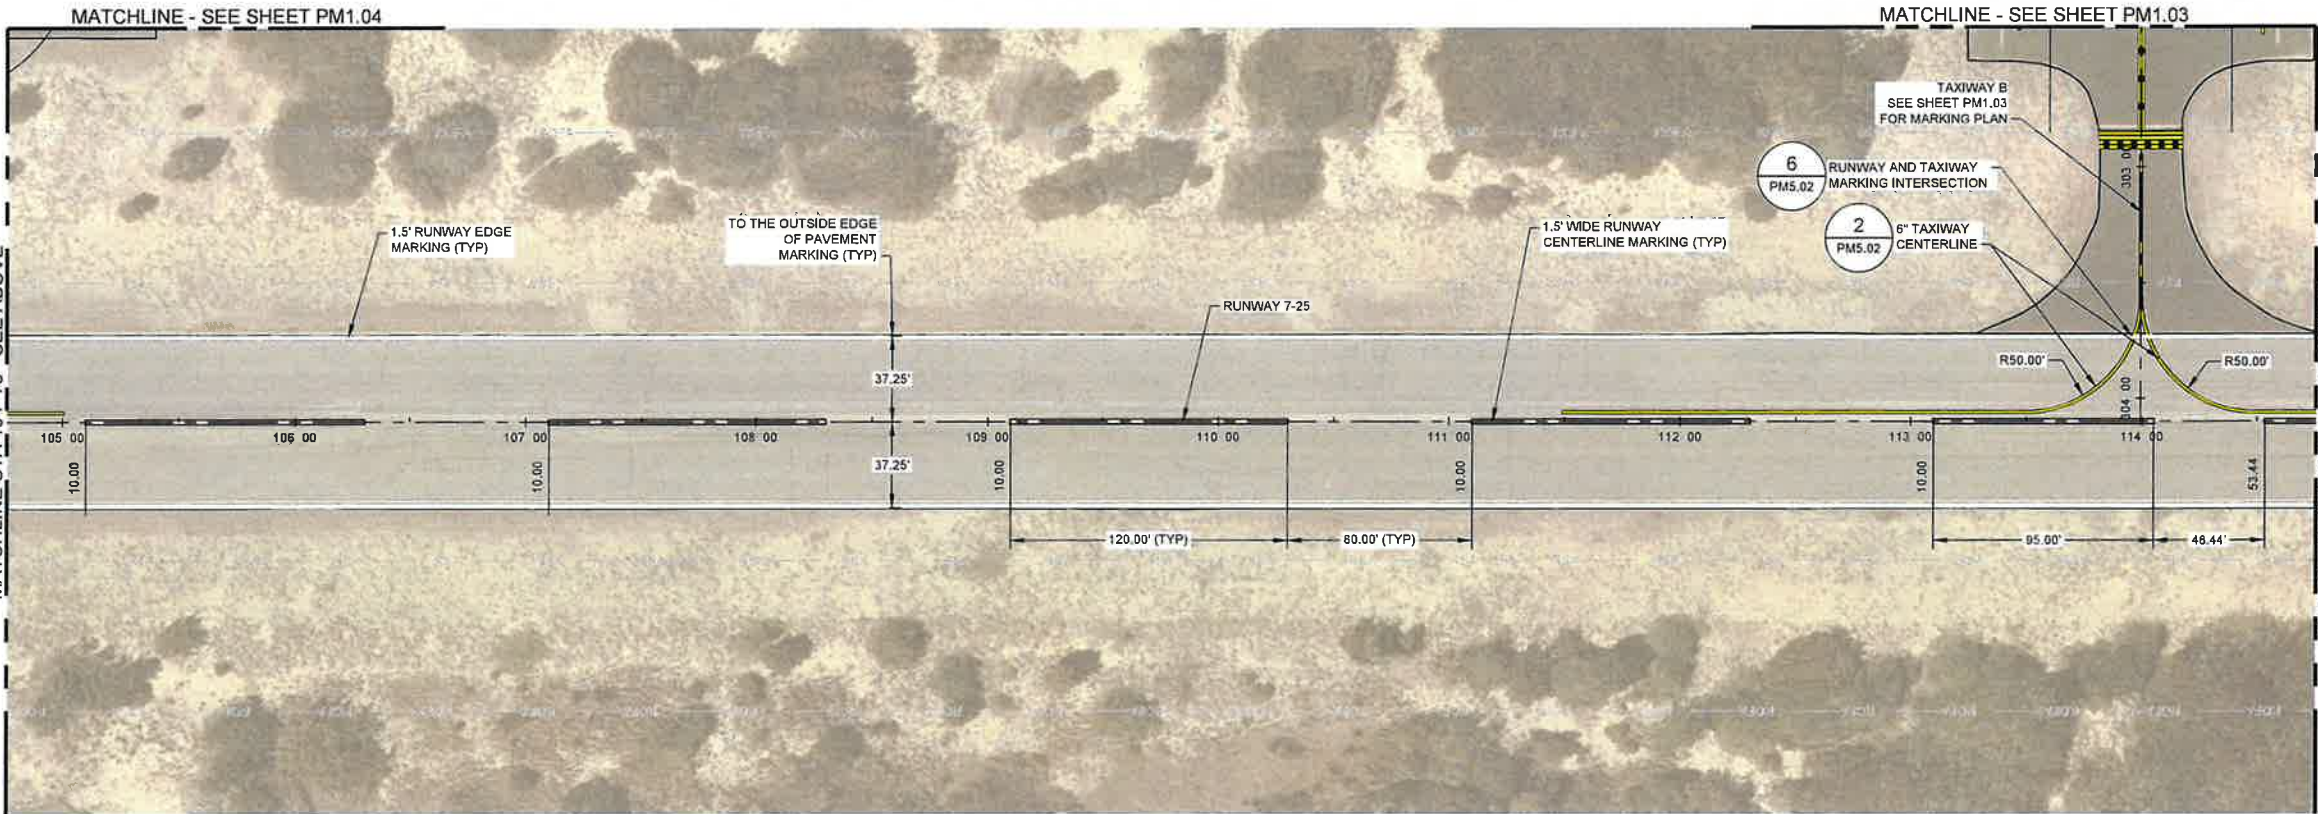 MATCHLINE - SEE SHEET PM1.04
MATCHLINE - SEE SHEET PM1.03
TAXIWAY B
SEE SHEET PM1.03
FOR MARKING PLAN
6
PM5.02
RUNWAY AND TAXIWAY
MARKING INTERSECTION
2
PM5.02
6" TAXIWAY
CENTERLINE
303 00
1.5' RUNWAY EDGE
MARKING (TYP)
TO THE OUTSIDE EDGE
OF PAVEMENT
MARKING (TYP)
1.5' WIDE RUNWAY
CENTERLINE MARKING (TYP)
RUNWAY 7-25
R50.00'
R50.00'
37.25'
304 00
105 00
106 00
107 00
108 00
109 00
110 00
111 00
112 00
113 00
114 00
37.25'
10.00
10.00
10.00
10.00
10.00
53.44
120.00' (TYP)
80.00' (TYP)
95.00'
46.44'